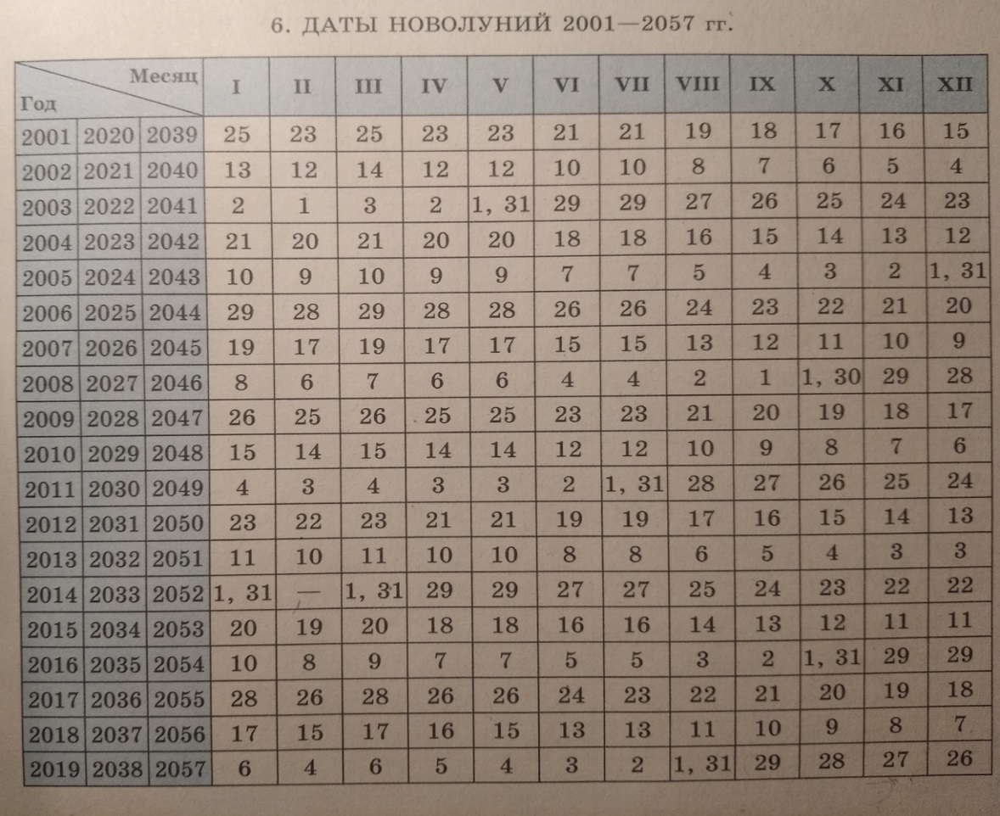 6. ДАТЫ НОВОЛУНИЙ 2001—2057 гг.
Месяц
Год I II III IV V VI VII VIII IX X XI XII
2001 2020 2039 25 23 25 23 23 21 21 19 18 17 16 15
2002 2021 2040 13 12 14 12 12 10 10 8 7 6 5 4
2003 2022 2041 2 1 3 2 1, 31 29 29 27 26 25 24 23
2004 2023 2042 21 20 21 20 20 18 18 16 15 14 13 12
2005 2024 2043 10 9 10 9 9 7 7 5 4 3 2 1, 31
2006 2025 2044 29 28 29 28 28 26 26 24 23 22 21 20
2007 2026 2045 19 17 19 17 17 15 15 13 12 11 10 9
2008 2027 2046 8 6 7 6 6 4 4 2 1 1, 30 29 28
2009 2028 2047 26 25 26 25 25 23 23 21 20 19 18 17
2010 2029 2048 15 14 15 14 14 12 12 10 9 8 7 6
2011 2030 2049 4 3 4 3 3 2 1, 31 28 27 26 25 24
2012 2031 2050 23 22 23 21 21 19 19 17 16 15 14 13
2013 2032 2051 11 10 11 10 10 8 8 6 5 4 3 3
2014 2033 2052 1, 31 — 1, 31 29 29 27 27 25 24 23 22 22
2015 2034 2053 20 19 20 18 18 16 16 14 13 12 11 11
2016 2035 2054 10 8 9 7 7 5 5 3 2 1, 31 29 29
2017 2036 2055 28 26 28 26 26 24 23 22 21 20 19 18
2018 2037 2056 17 15 17 16 15 13 13 11 10 9 8 7
2019 2038 2057 6 4 6 5 4 3 2 1, 31 29 28 27 26